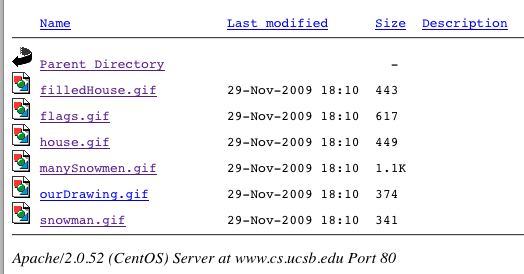 Name Last modified Size Description
Parent Directory -
filledHouse.gif 29-Nov-2009 18:10 443
flags.gif 29-Nov-2009 18:10 617
house.gif 29-Nov-2009 18:10 449
manySnowmen.gif 29-Nov-2009 18:10 1.1K
ourDrawing.gif 29-Nov-2009 18:10 374
snowman.gif 29-Nov-2009 18:10 341
Apache/2.0.52 (CentOS) Server at www.cs.ucsb.edu Port 80